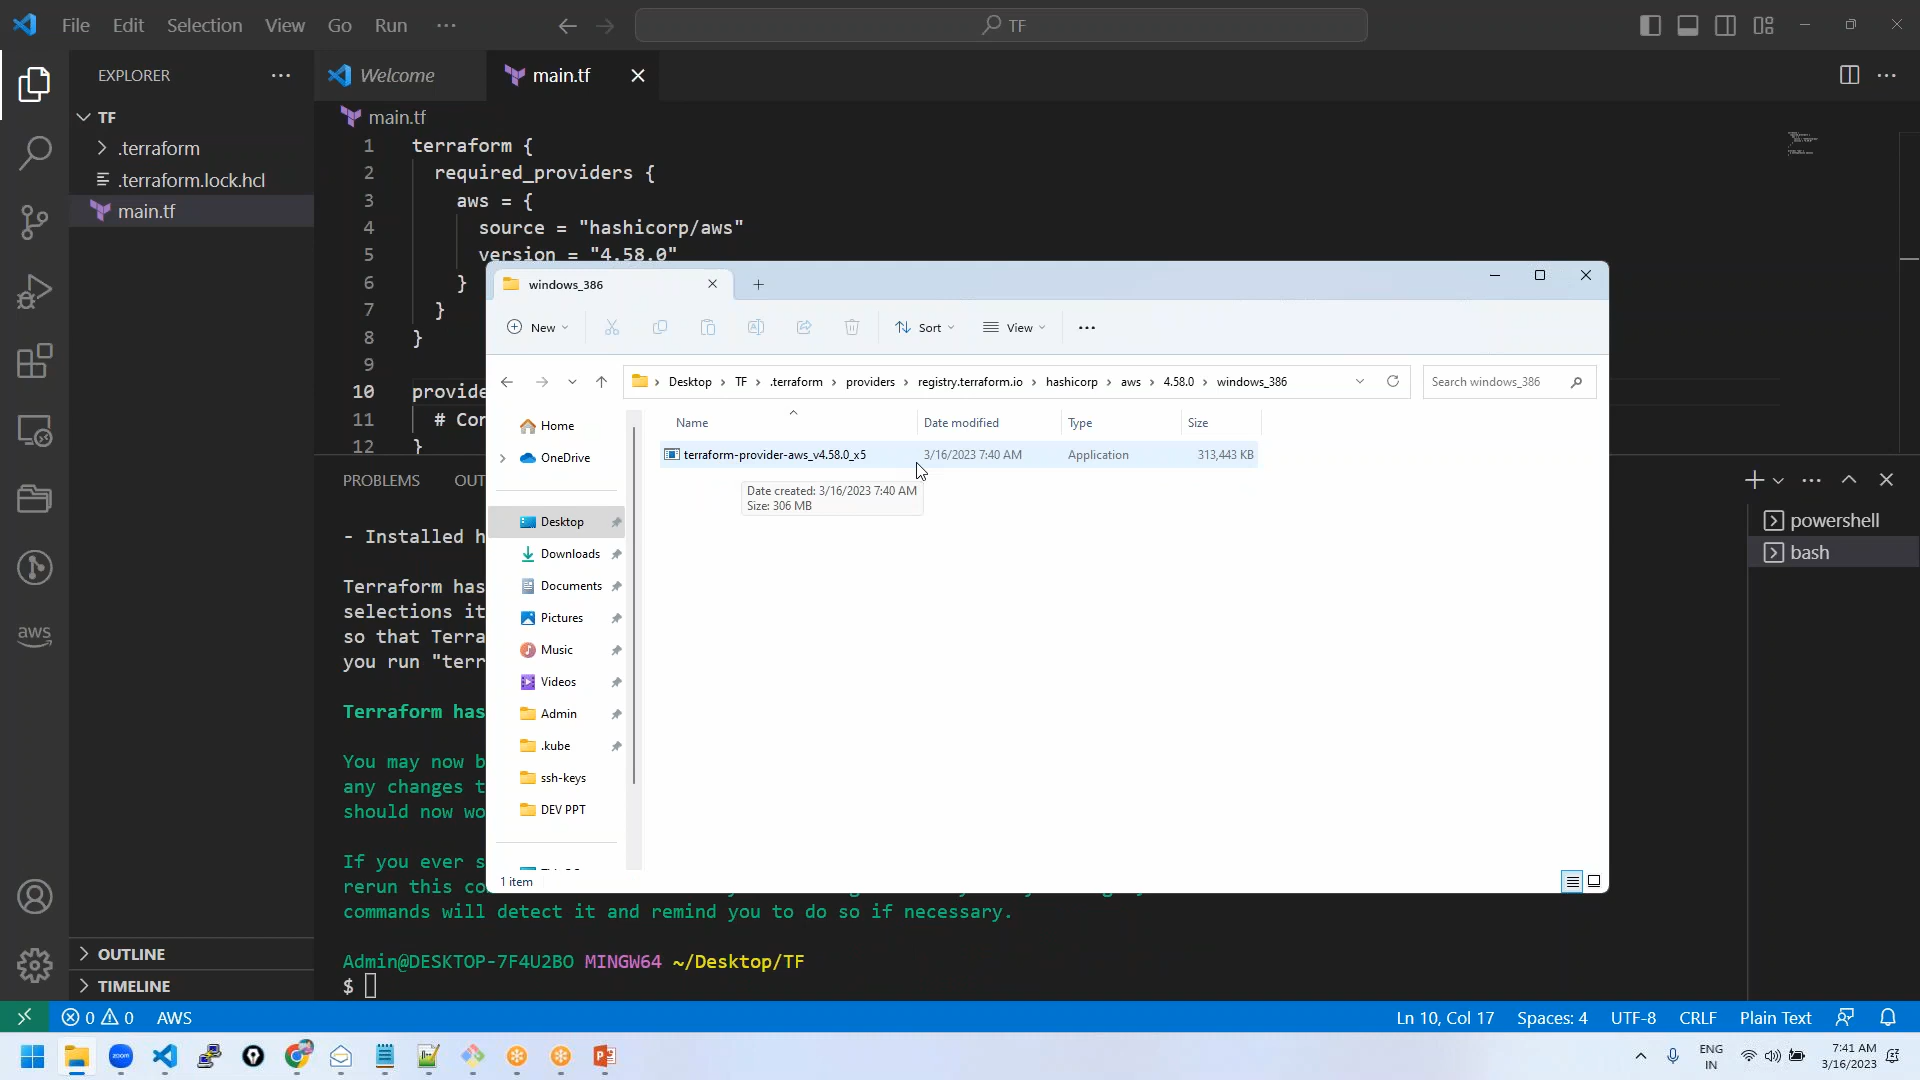 File Edit Selection View Go Run ···
TF
EXPLORER
Welcome
main.tf
TF
.terraform
.terraform.lock.hcl
main.tf
main.tf
1 terraform {
2 required_providers {
3 aws = {
4 source = "hashicorp/aws"
5 version = "4.58.0"
6 }
7 }
8 }
9
10 provide
11 # Con
12 }
windows_386
New
Sort
View
Desktop > TF > .terraform > providers > registry.terraform.io > hashicorp > aws > 4.58.0 > windows_386
Search windows_386
Home
OneDrive
Desktop
Downloads
Documents
Pictures
Music
Videos
Admin
.kube
ssh-keys
DEV PPT
Name Date modified Type Size
terraform-provider-aws_v4.58.0_x5 3/16/2023 7:40 AM Application 313,443 KB
Date created: 3/16/2023 7:40 AM
Size: 306 MB
1 item
PROBLEMS OUT
powershell
bash
- Installed h
Terraform has
selections it
so that Terra
you run "terr
Terraform has
You may now b
any changes t
should now wo
If you ever s
rerun this co
commands will detect it and remind you to do so if necessary.
Admin@DESKTOP-7F4U2BO MINGW64 ~/Desktop/TF
$
OUTLINE
TIMELINE
aws
0 0 AWS
Ln 10, Col 17 Spaces: 4 UTF-8 CRLF Plain Text
zoom
ENG
IN
7:41 AM
3/16/2023